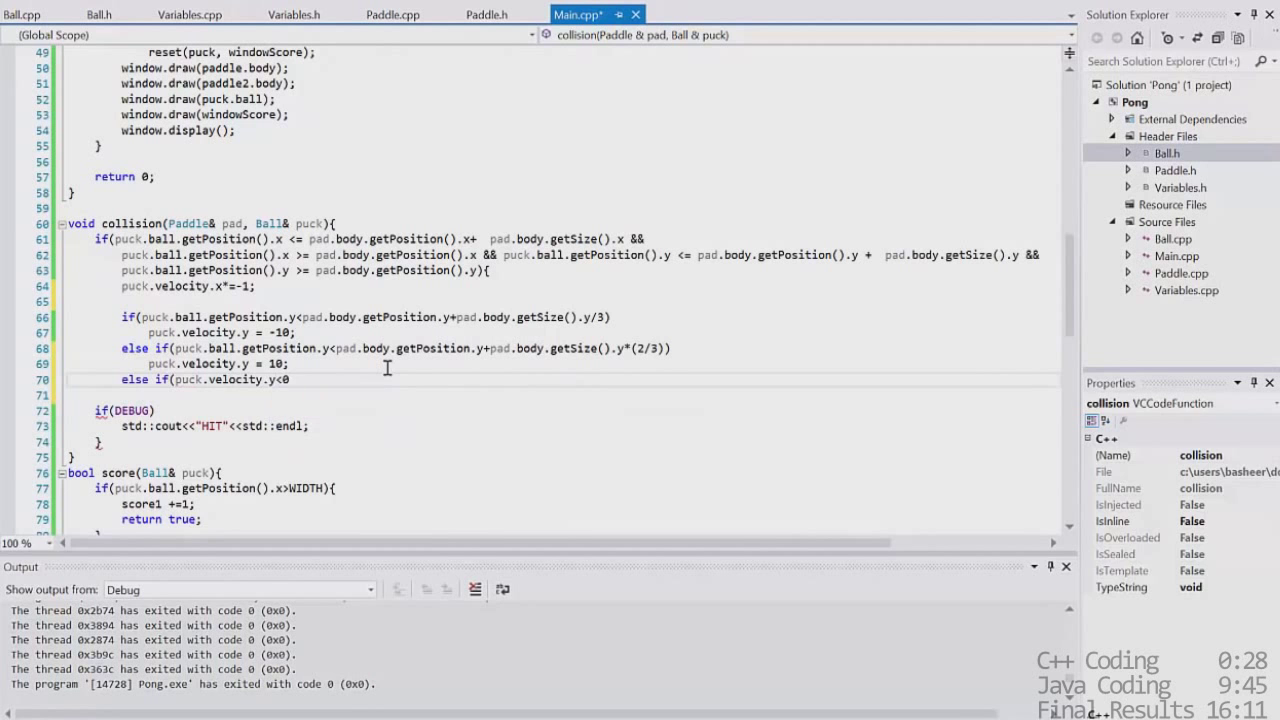 Ball.cpp Ball.h Variables.cpp Variables.h Paddle.cpp Paddle.h Main.cpp*
(Global Scope) collision(Paddle & pad, Ball & puck)
49 reset(puck, windowScore);
50 window.draw(paddle.body);
51 window.draw(paddle2.body);
52 window.draw(puck.ball);
53 window.draw(windowScore);
54 window.display();
55 }
56
57 return 0;
58 }
59
60 void collision(Paddle& pad, Ball& puck){
61 if(puck.ball.getPosition().x <= pad.body.getPosition().x+ pad.body.getSize().x &&
62 puck.ball.getPosition().x >= pad.body.getPosition().x && puck.ball.getPosition().y <= pad.body.getPosition().y + pad.body.getSize().y &&
63 puck.ball.getPosition().y >= pad.body.getPosition().y){
64 puck.velocity.x*=-1;
65
66 if(puck.ball.getPosition.y<pad.body.getPosition.y+pad.body.getSize().y/3)
67 puck.velocity.y = -10;
68 else if(puck.ball.getPosition.y<pad.body.getPosition.y+pad.body.getSize().y*(2/3))
69 puck.velocity.y = 10;
70 else if(puck.velocity.y<0
71
72 if(DEBUG)
73 std::cout<<"HIT"<<std::endl;
74 }
75 }
76 bool score(Ball& puck){
77 if(puck.ball.getPosition().x>WIDTH){
78 score1 +=1;
79 return true;
100 %
Output
Show output from: Debug
The thread 0x2b74 has exited with code 0 (0x0).
The thread 0x3894 has exited with code 0 (0x0).
The thread 0x2874 has exited with code 0 (0x0).
The thread 0x3b9c has exited with code 0 (0x0).
The thread 0x363c has exited with code 0 (0x0).
The program '[14728] Pong.exe' has exited with code 0 (0x0).
Solution Explorer
Search Solution Explorer (Ctrl+;)
Solution 'Pong' (1 project)
Pong
External Dependencies
Header Files
Ball.h
Paddle.h
Variables.h
Resource Files
Source Files
Ball.cpp
Main.cpp
Paddle.cpp
Variables.cpp
Properties
collision VCCodeFunction
C++
(Name) collision
File c:\users\basheer\do
FullName collision
IsInjected False
IsInline False
IsOverloaded False
IsSealed False
IsTemplate False
TypeString void
C++ Coding 0:28
Java Coding 9:45
Final Results 16:11
C++